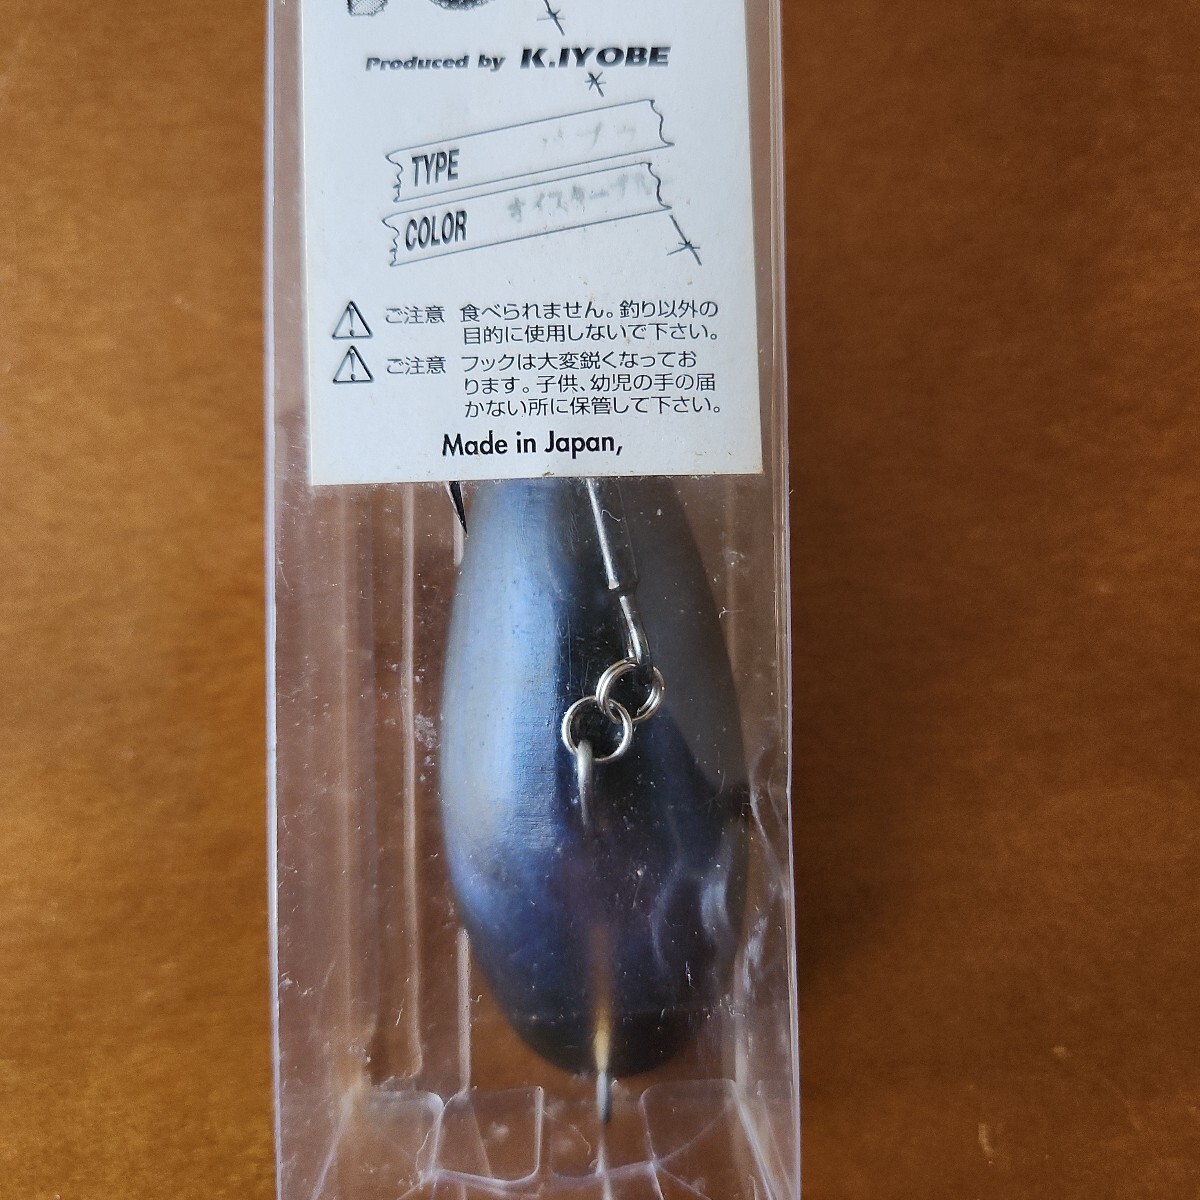 Produced by K.IYOBE
TYPE
COLOR
ご注意 食べられません。釣り以外の
目的に使用しないで下さい。
ご注意 フックは大変鋭くなってお
ります。子供、幼児の手の届
かない所に保管して下さい。
Made in Japan,